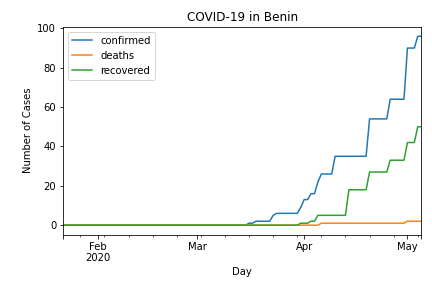 COVID-19 in Benin
confirmed
deaths
recovered
Number of Cases
100
80
60
40
20
0
Feb
2020
Mar
Apr
May
Day